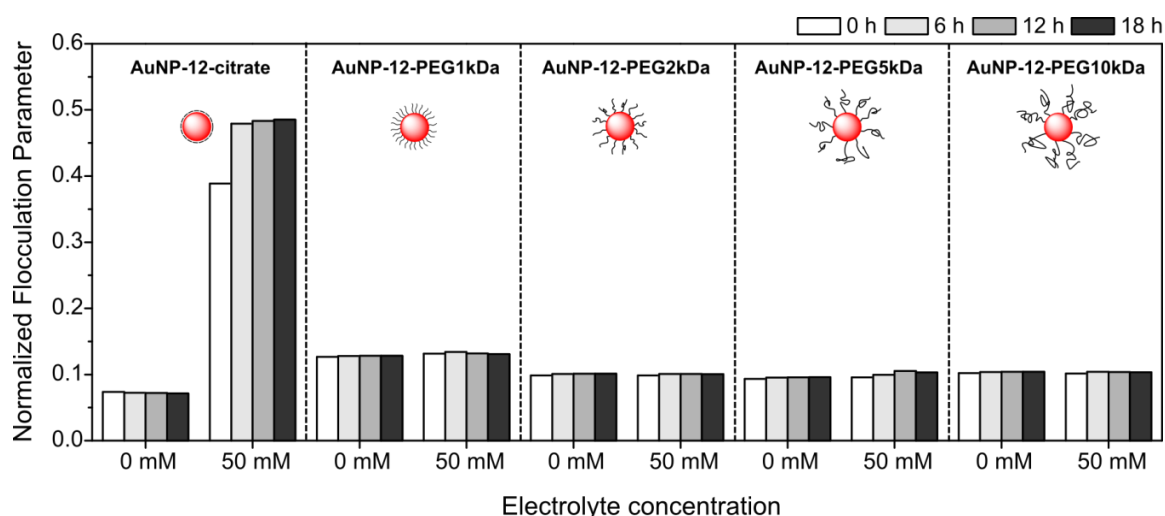 0 h 6 h 12 h 18 h
AuNP-12-citrate AuNP-12-PEG1kDa AuNP-12-PEG2kDa AuNP-12-PEG5kDa AuNP-12-PEG10kDa
Normalized Flocculation Parameter
0.6
0.5
0.4
0.3
0.2
0.1
0.0
0 mM 50 mM 0 mM 50 mM 0 mM 50 mM 0 mM 50 mM 0 mM 50 mM
Electrolyte concentration